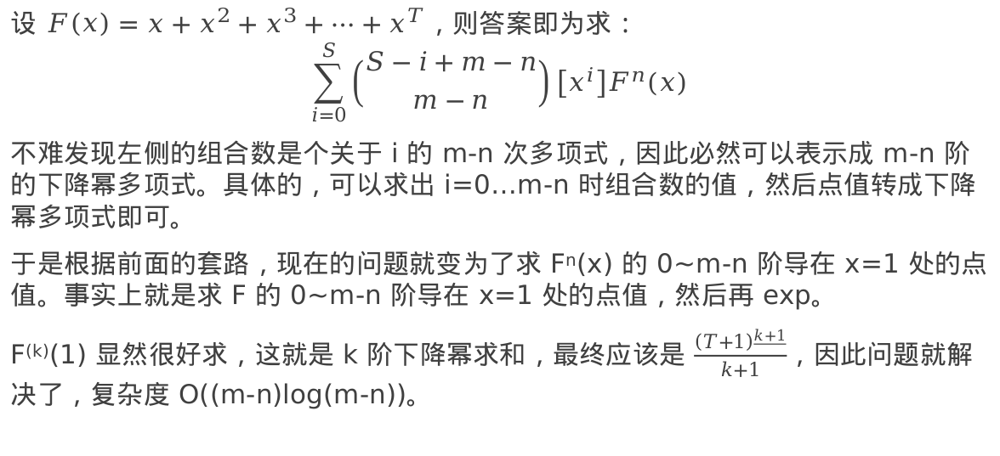 设 F(x) = x + x² + x³ + ⋯ + x^T，则答案即为求：
\sum_{i=0}^{S} \binom{S-i+m-n}{m-n} [x^i]F^n(x)
不难发现左侧的组合数是个关于 i 的 m-n 次多项式，因此必然可以表示成 m-n 阶
的下降幂多项式。具体的，可以求出 i=0...m-n 时组合数的值，然后点值转成下降
幂多项式即可。
于是根据前面的套路，现在的问题就变为了求 Fⁿ(x) 的 0~m-n 阶导在 x=1 处的点
值。事实上就是求 F 的 0~m-n 阶导在 x=1 处的点值，然后再 exp。
F^{(k)}(1) 显然很好求，这就是 k 阶下降幂求和，最终应该是 \frac{(T+1)^{\underline{k+1}}}{k+1}，因此问题就解
决了，复杂度 O((m-n)log(m-n))。